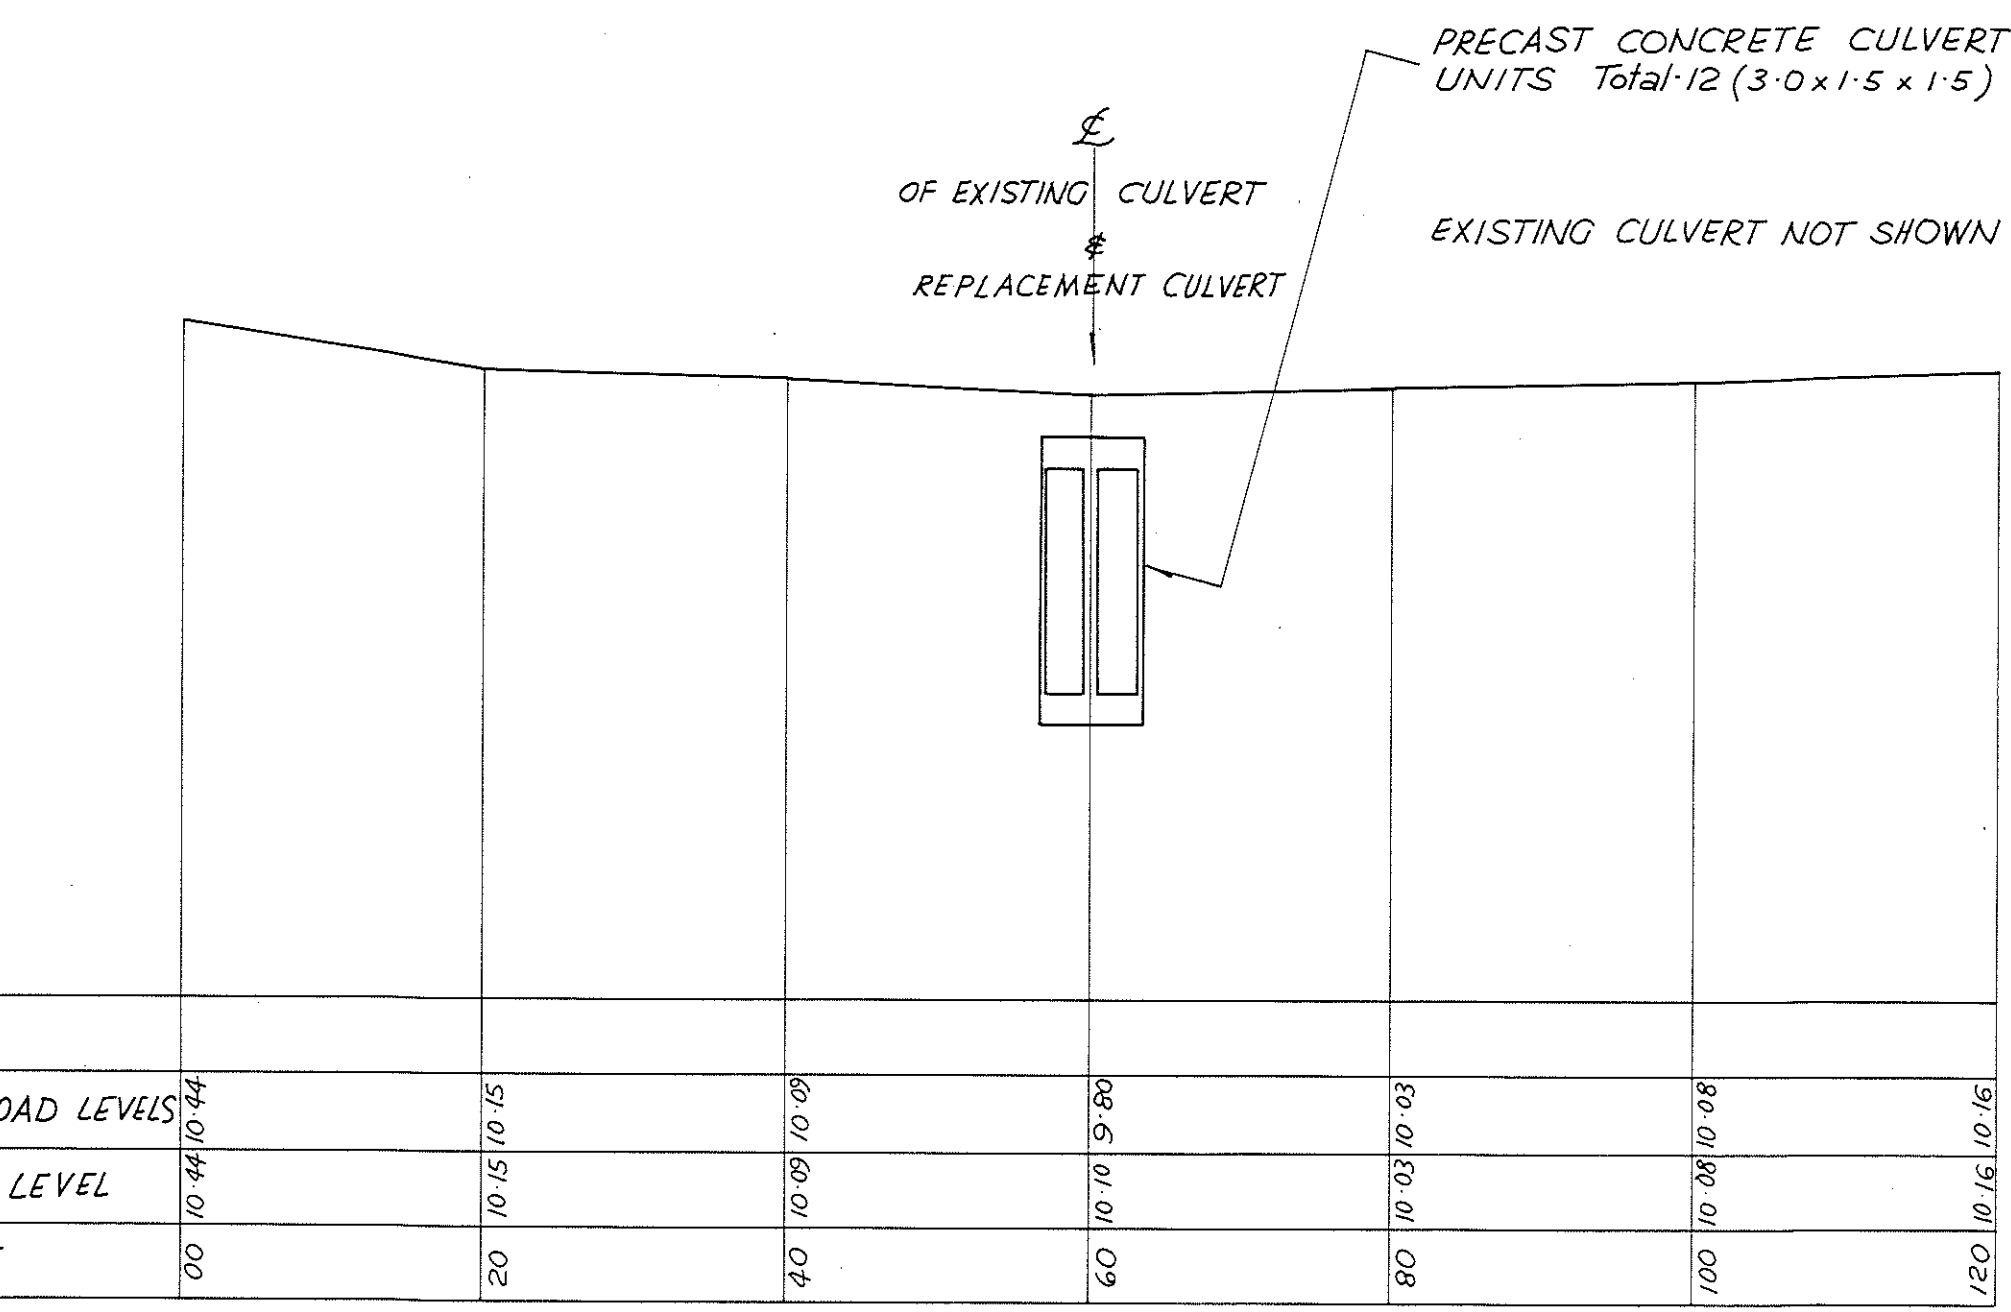 PRECAST CONCRETE CULVERT
UNITS Total·12 (3·0 x 1·5 x 1·5)
℄
OF EXISTING CULVERT
&
REPLACEMENT CULVERT
EXISTING CULVERT NOT SHOWN
OAD LEVELS 10·44 10·15 10·09 9·80 10·03 10·08 10·16
LEVEL 10·44 10·15 10·09 10·10 10·03 10·08 10·16
00 20 40 60 80 100 120